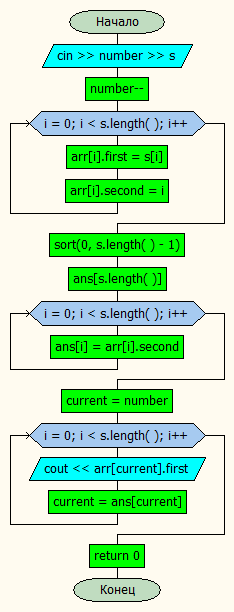 Начало
cin >> number >> s
number--
i = 0; i < s.length( ); i++
arr[i].first = s[i]
arr[i].second = i
sort(0, s.length( ) - 1)
ans[s.length( )]
i = 0; i < s.length( ); i++
ans[i] = arr[i].second
current = number
i = 0; i < s.length( ); i++
cout << arr[current].first
current = ans[current]
return 0
Конец